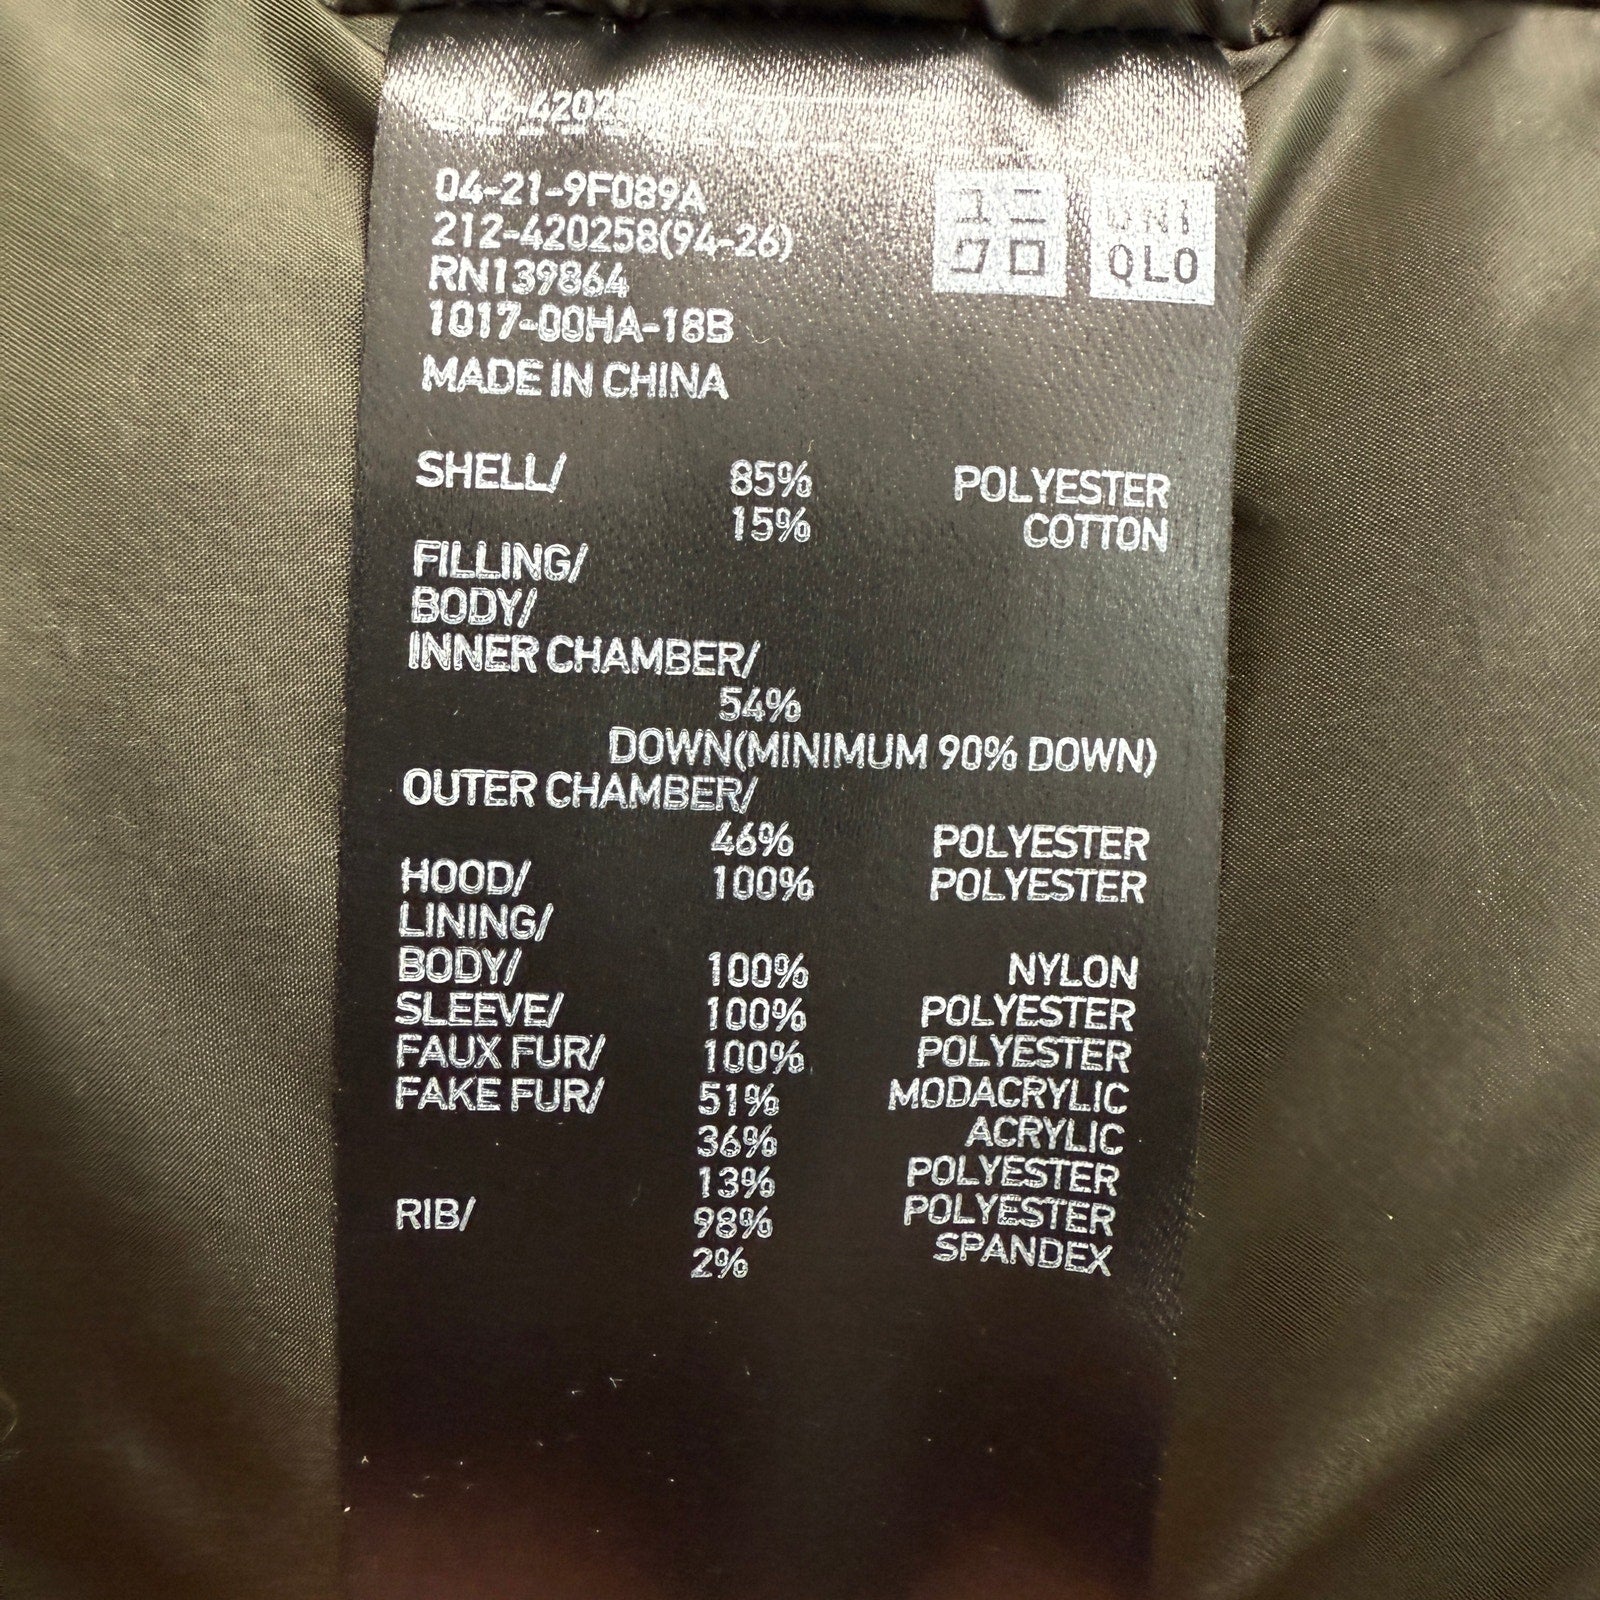 04-21-9F089A
212-420258(94-26)
RN139864
1017-00HA-18B
MADE IN CHINA
ユニ
クロ
UNI
QLO
SHELL/ 85% POLYESTER
15% COTTON
FILLING/
BODY/
INNER CHAMBER/
54%
DOWN(MINIMUM 90% DOWN)
OUTER CHAMBER/
46% POLYESTER
HOOD/ 100% POLYESTER
LINING/
BODY/ 100% NYLON
SLEEVE/ 100% POLYESTER
FAUX FUR/ 100% POLYESTER
FAKE FUR/ 51% MODACRYLIC
36% ACRYLIC
13% POLYESTER
RIB/ 98% POLYESTER
2% SPANDEX